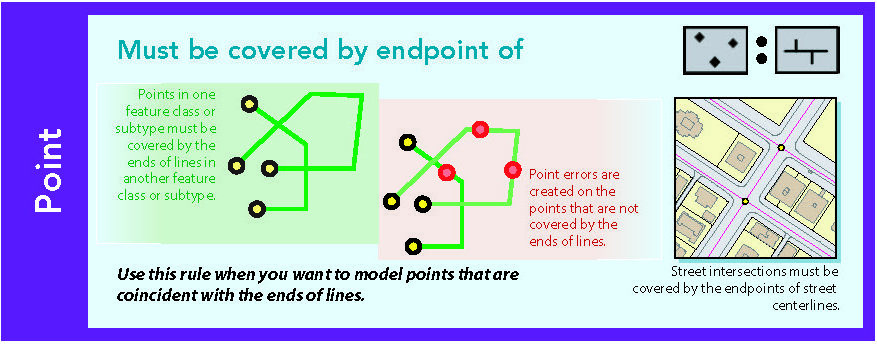 Point
Must be covered by endpoint of
Points in one
feature class or
subtype must be
covered by the
ends of lines in
another feature
class or subtype.
Point errors are
created on the
points that are not
covered by the
ends of lines.
Use this rule when you want to model points that are
coincident with the ends of lines.
Street intersections must be
covered by the endpoints of street
centerlines.